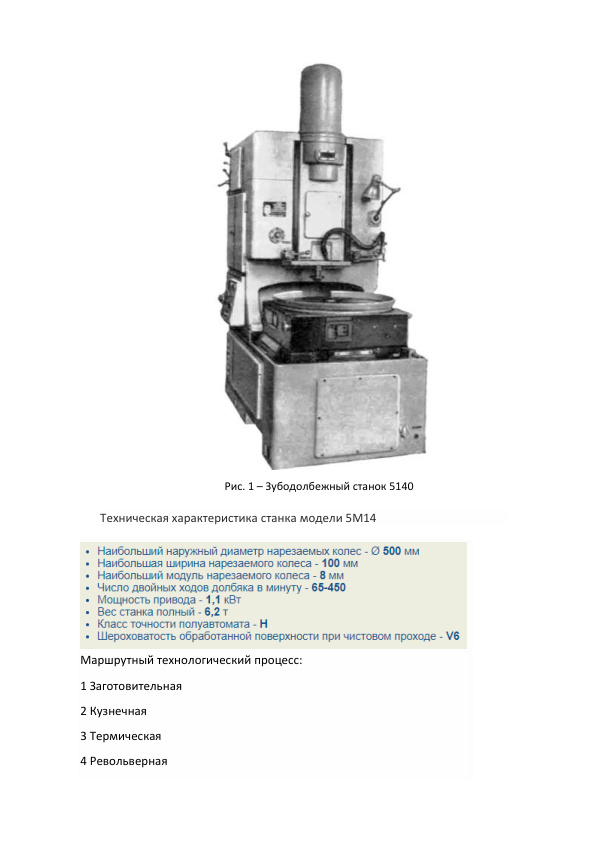 Рис. 1 – Зубодолбежный станок 5140
Техническая характеристика станка модели 5М14
• Наибольший наружный диаметр нарезаемых колес - Ø 500 мм
• Наибольшая ширина нарезаемого колеса - 100 мм
• Наибольший модуль нарезаемого колеса - 8 мм
• Число двойных ходов долбяка в минуту - 65-450
• Мощность привода - 1,1 кВт
• Вес станка полный - 6,2 т
• Класс точности полуавтомата - Н
• Шероховатость обработанной поверхности при чистовом проходе - V6
Маршрутный технологический процесс:
1 Заготовительная
2 Кузнечная
3 Термическая
4 Револьверная